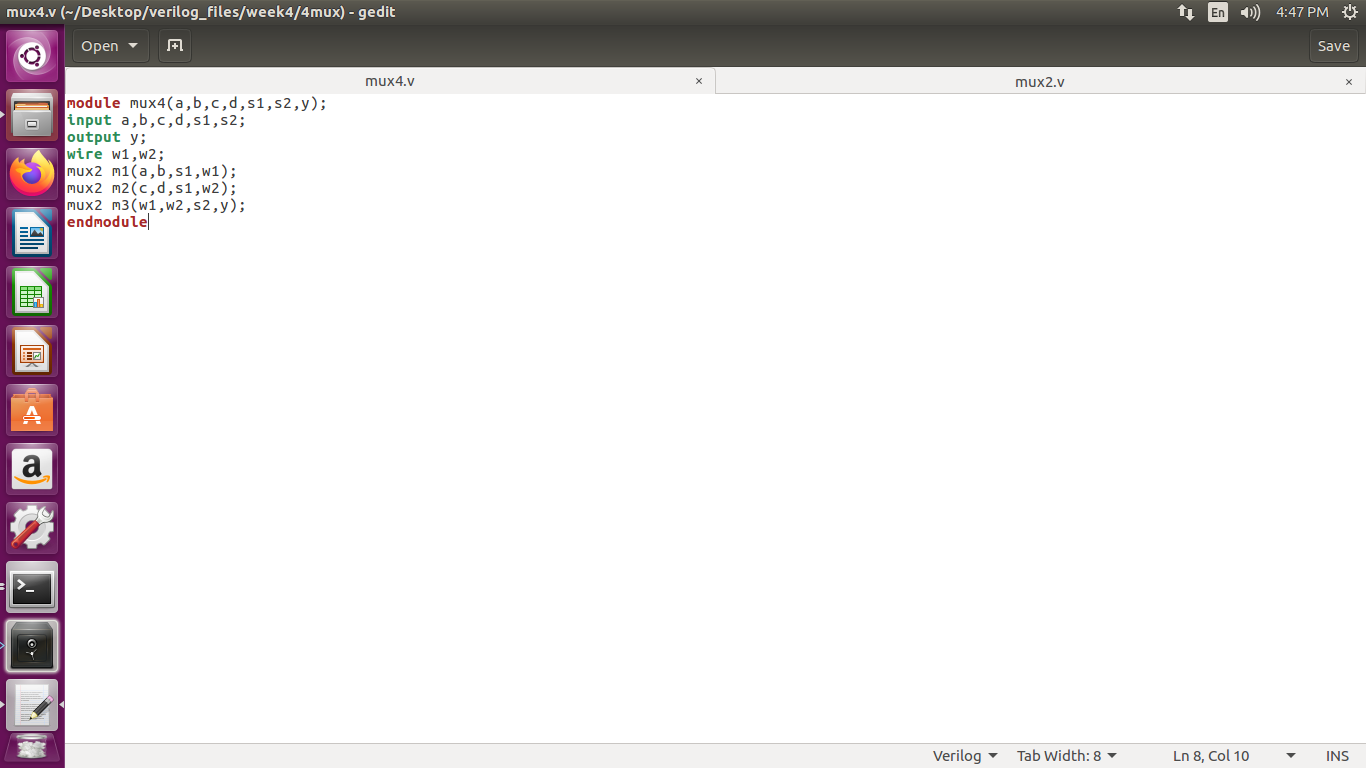 mux4.v (~/Desktop/verilog_files/week4/4mux) - gedit
En
4:47 PM
Open
Save
mux4.v ×
mux2.v ×
module mux4(a,b,c,d,s1,s2,y);
input a,b,c,d,s1,s2;
output y;
wire w1,w2;
mux2 m1(a,b,s1,w1);
mux2 m2(c,d,s1,w2);
mux2 m3(w1,w2,s2,y);
endmodule
Verilog
Tab Width: 8
Ln 8, Col 10
INS